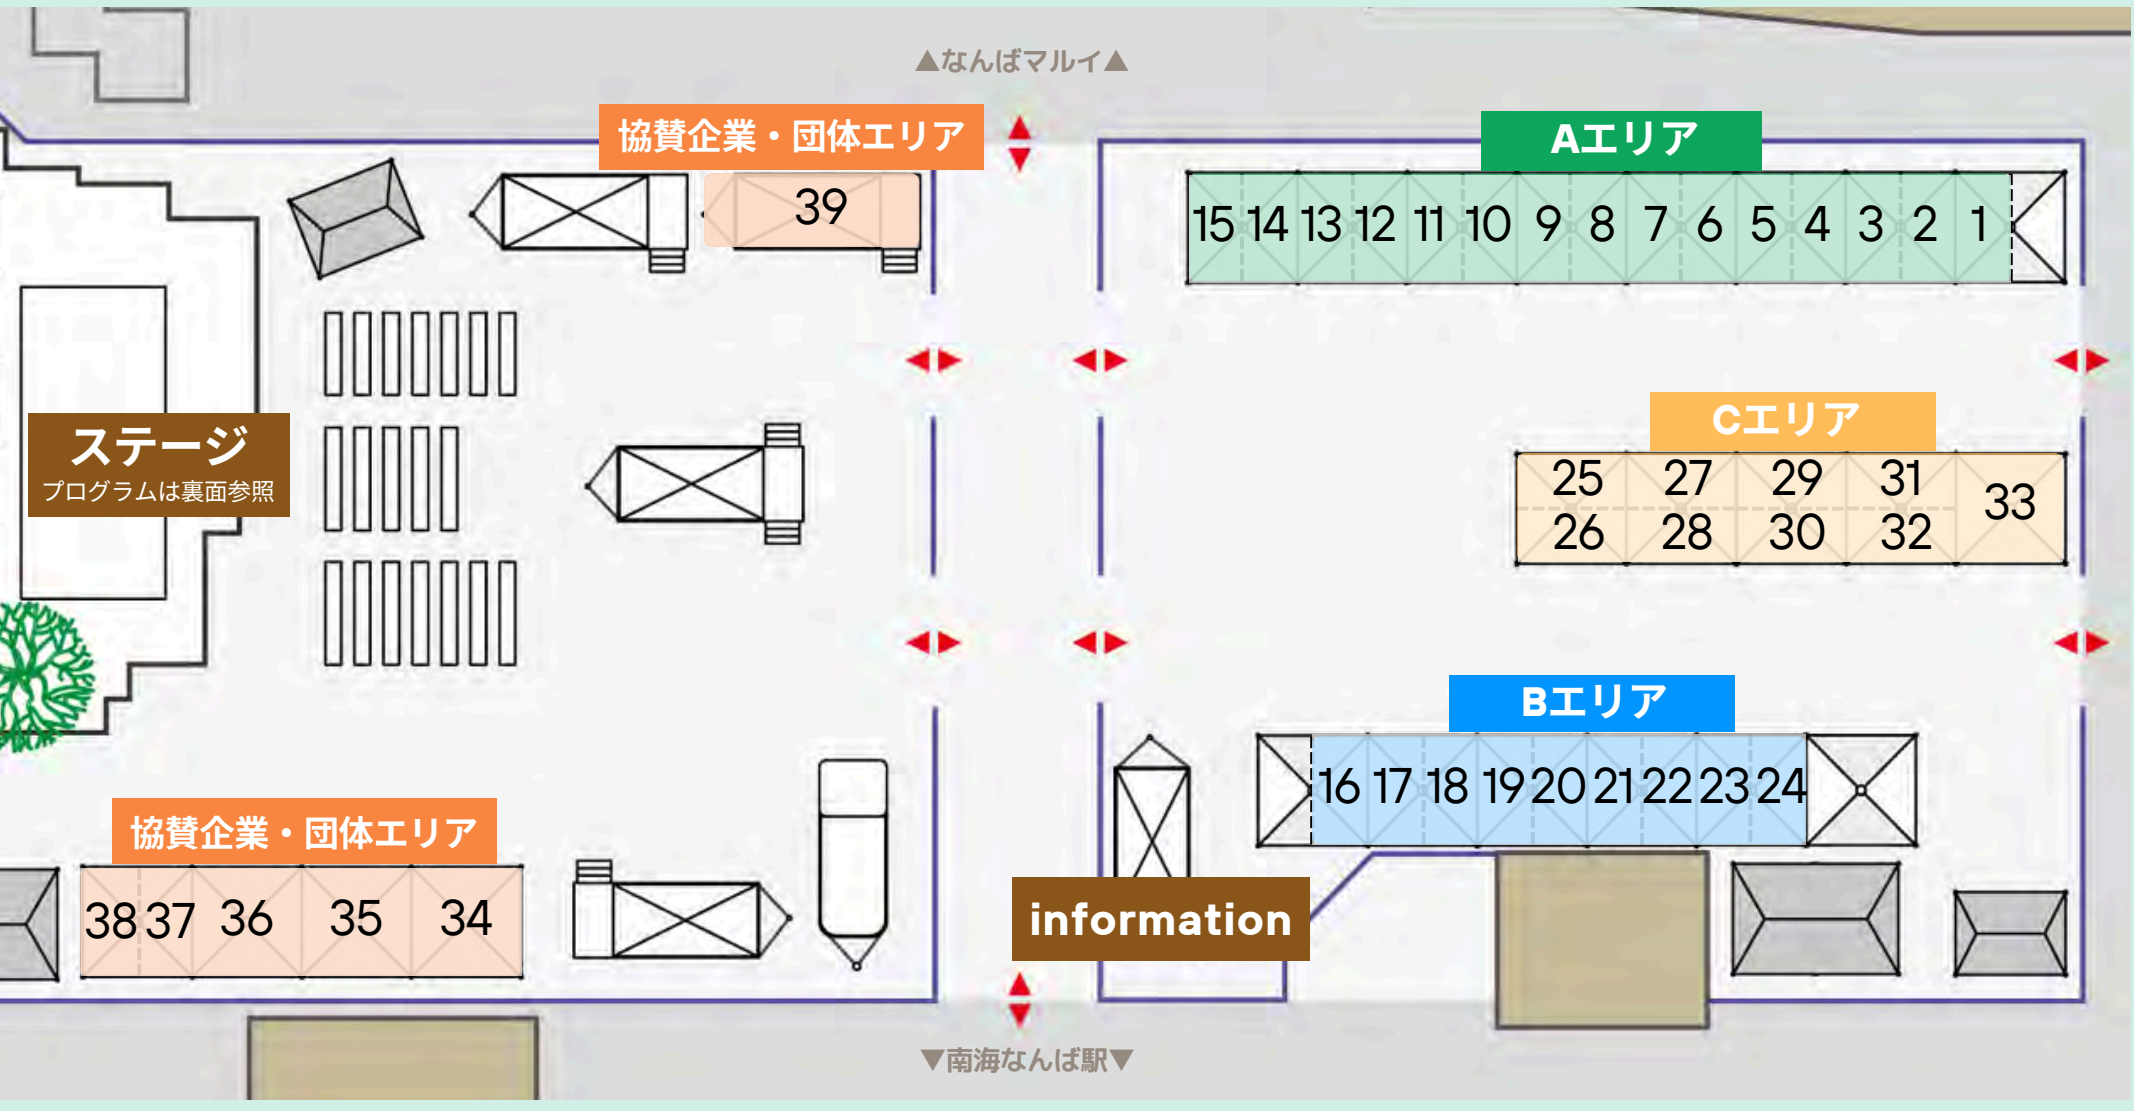 ▲なんばマルイ▲
協賛企業・団体エリア
39
Aエリア
15 14 13 12 11 10 9 8 7 6 5 4 3 2 1
ステージ
プログラムは裏面参照
Cエリア
25 27 29 31 33
26 28 30 32
Bエリア
16 17 18 19 20 21 22 23 24
協賛企業・団体エリア
38 37 36 35 34
information
▼南海なんば駅▼